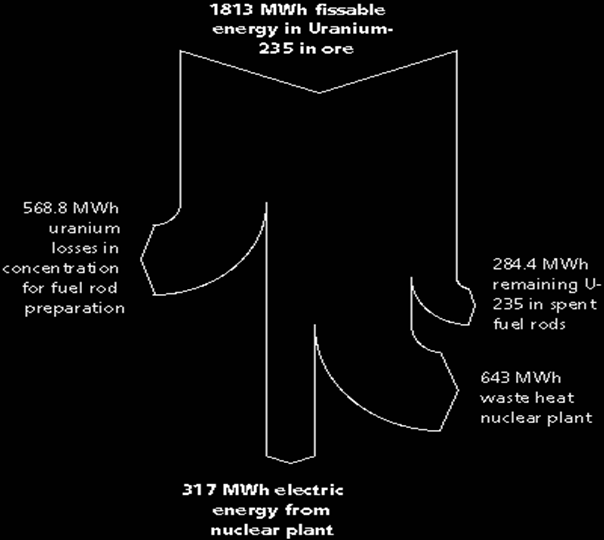 1813 MWh fissable
energy in Uranium-
235 in ore
568.8 MWh
uranium
losses in
concentration
for fuel rod
preparation
284.4 MWh
remaining U-
235 in spent
fuel rods
643 MWh
waste heat
nuclear plant
317 MWh electric
energy from
nuclear plant